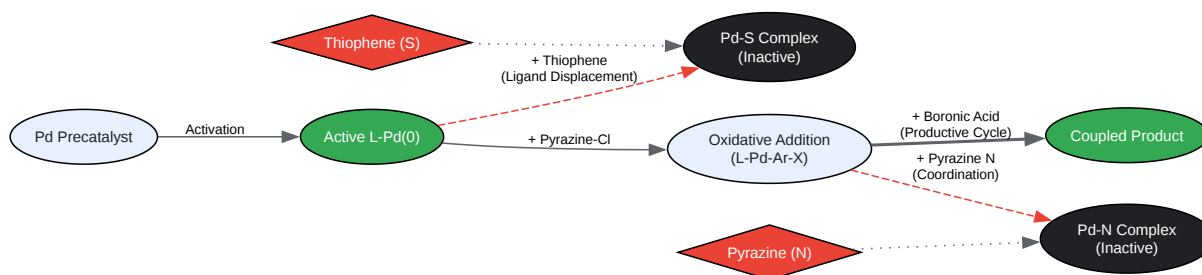 Thiophene (S)
Pd-S Complex
(Inactive)
+ Thiophene
(Ligand Displacement)
Pd Precatalyst
Activation
Active L-Pd(0)
+ Pyrazine-Cl
Oxidative Addition
(L-Pd-Ar-X)
+ Boronic Acid
(Productive Cycle)
Coupled Product
+ Pyrazine N
(Coordination)
Pd-N Complex
(Inactive)
Pyrazine (N)